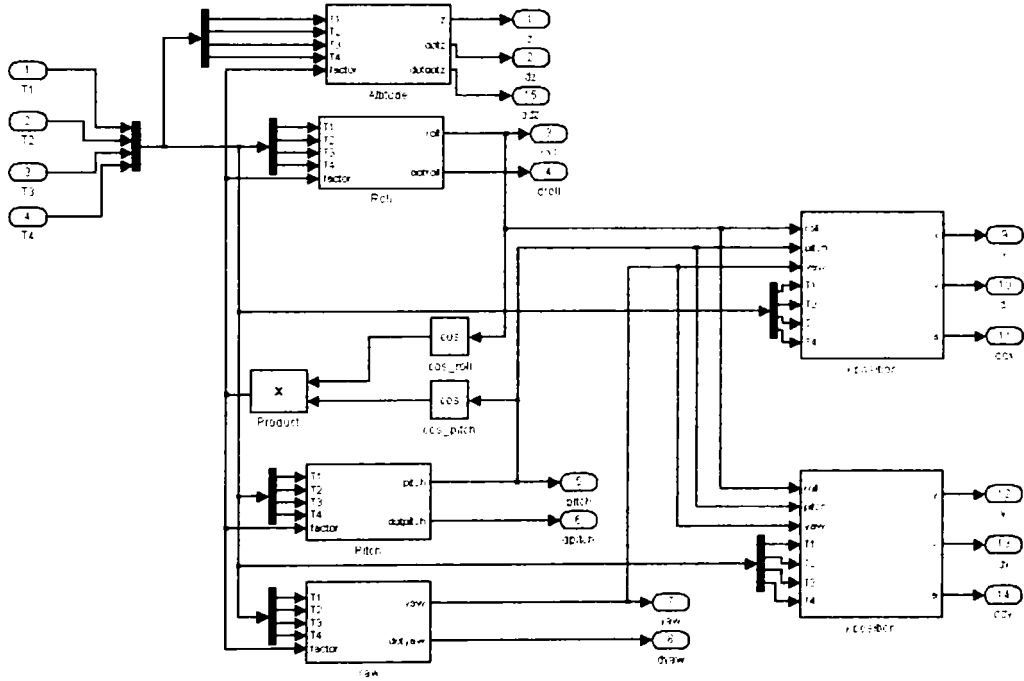 1
T1
2
T2
3
T3
4
T4
T1
T2
T3
T4
factor
z
dotz
dotdotz
Altitude
1
2
dz
15
T1
T2
T3
T4
factor
roll
dotroll
Roll
3
4
droll
roll
pitch
yaw
T1
T2
T4
9
10
11
cos
cos_roll
x
Product
cos
cos_pitch
T1
T2
T3
T4
factor
pitch
dotpitch
Pitch
5
pitch
6
dpitch
roll
pitch
yaw
T1
T2
T3
T4
12
13
14
T1
T2
T3
T4
factor
yaw
dotyaw
yaw
7
yaw
8
dyaw